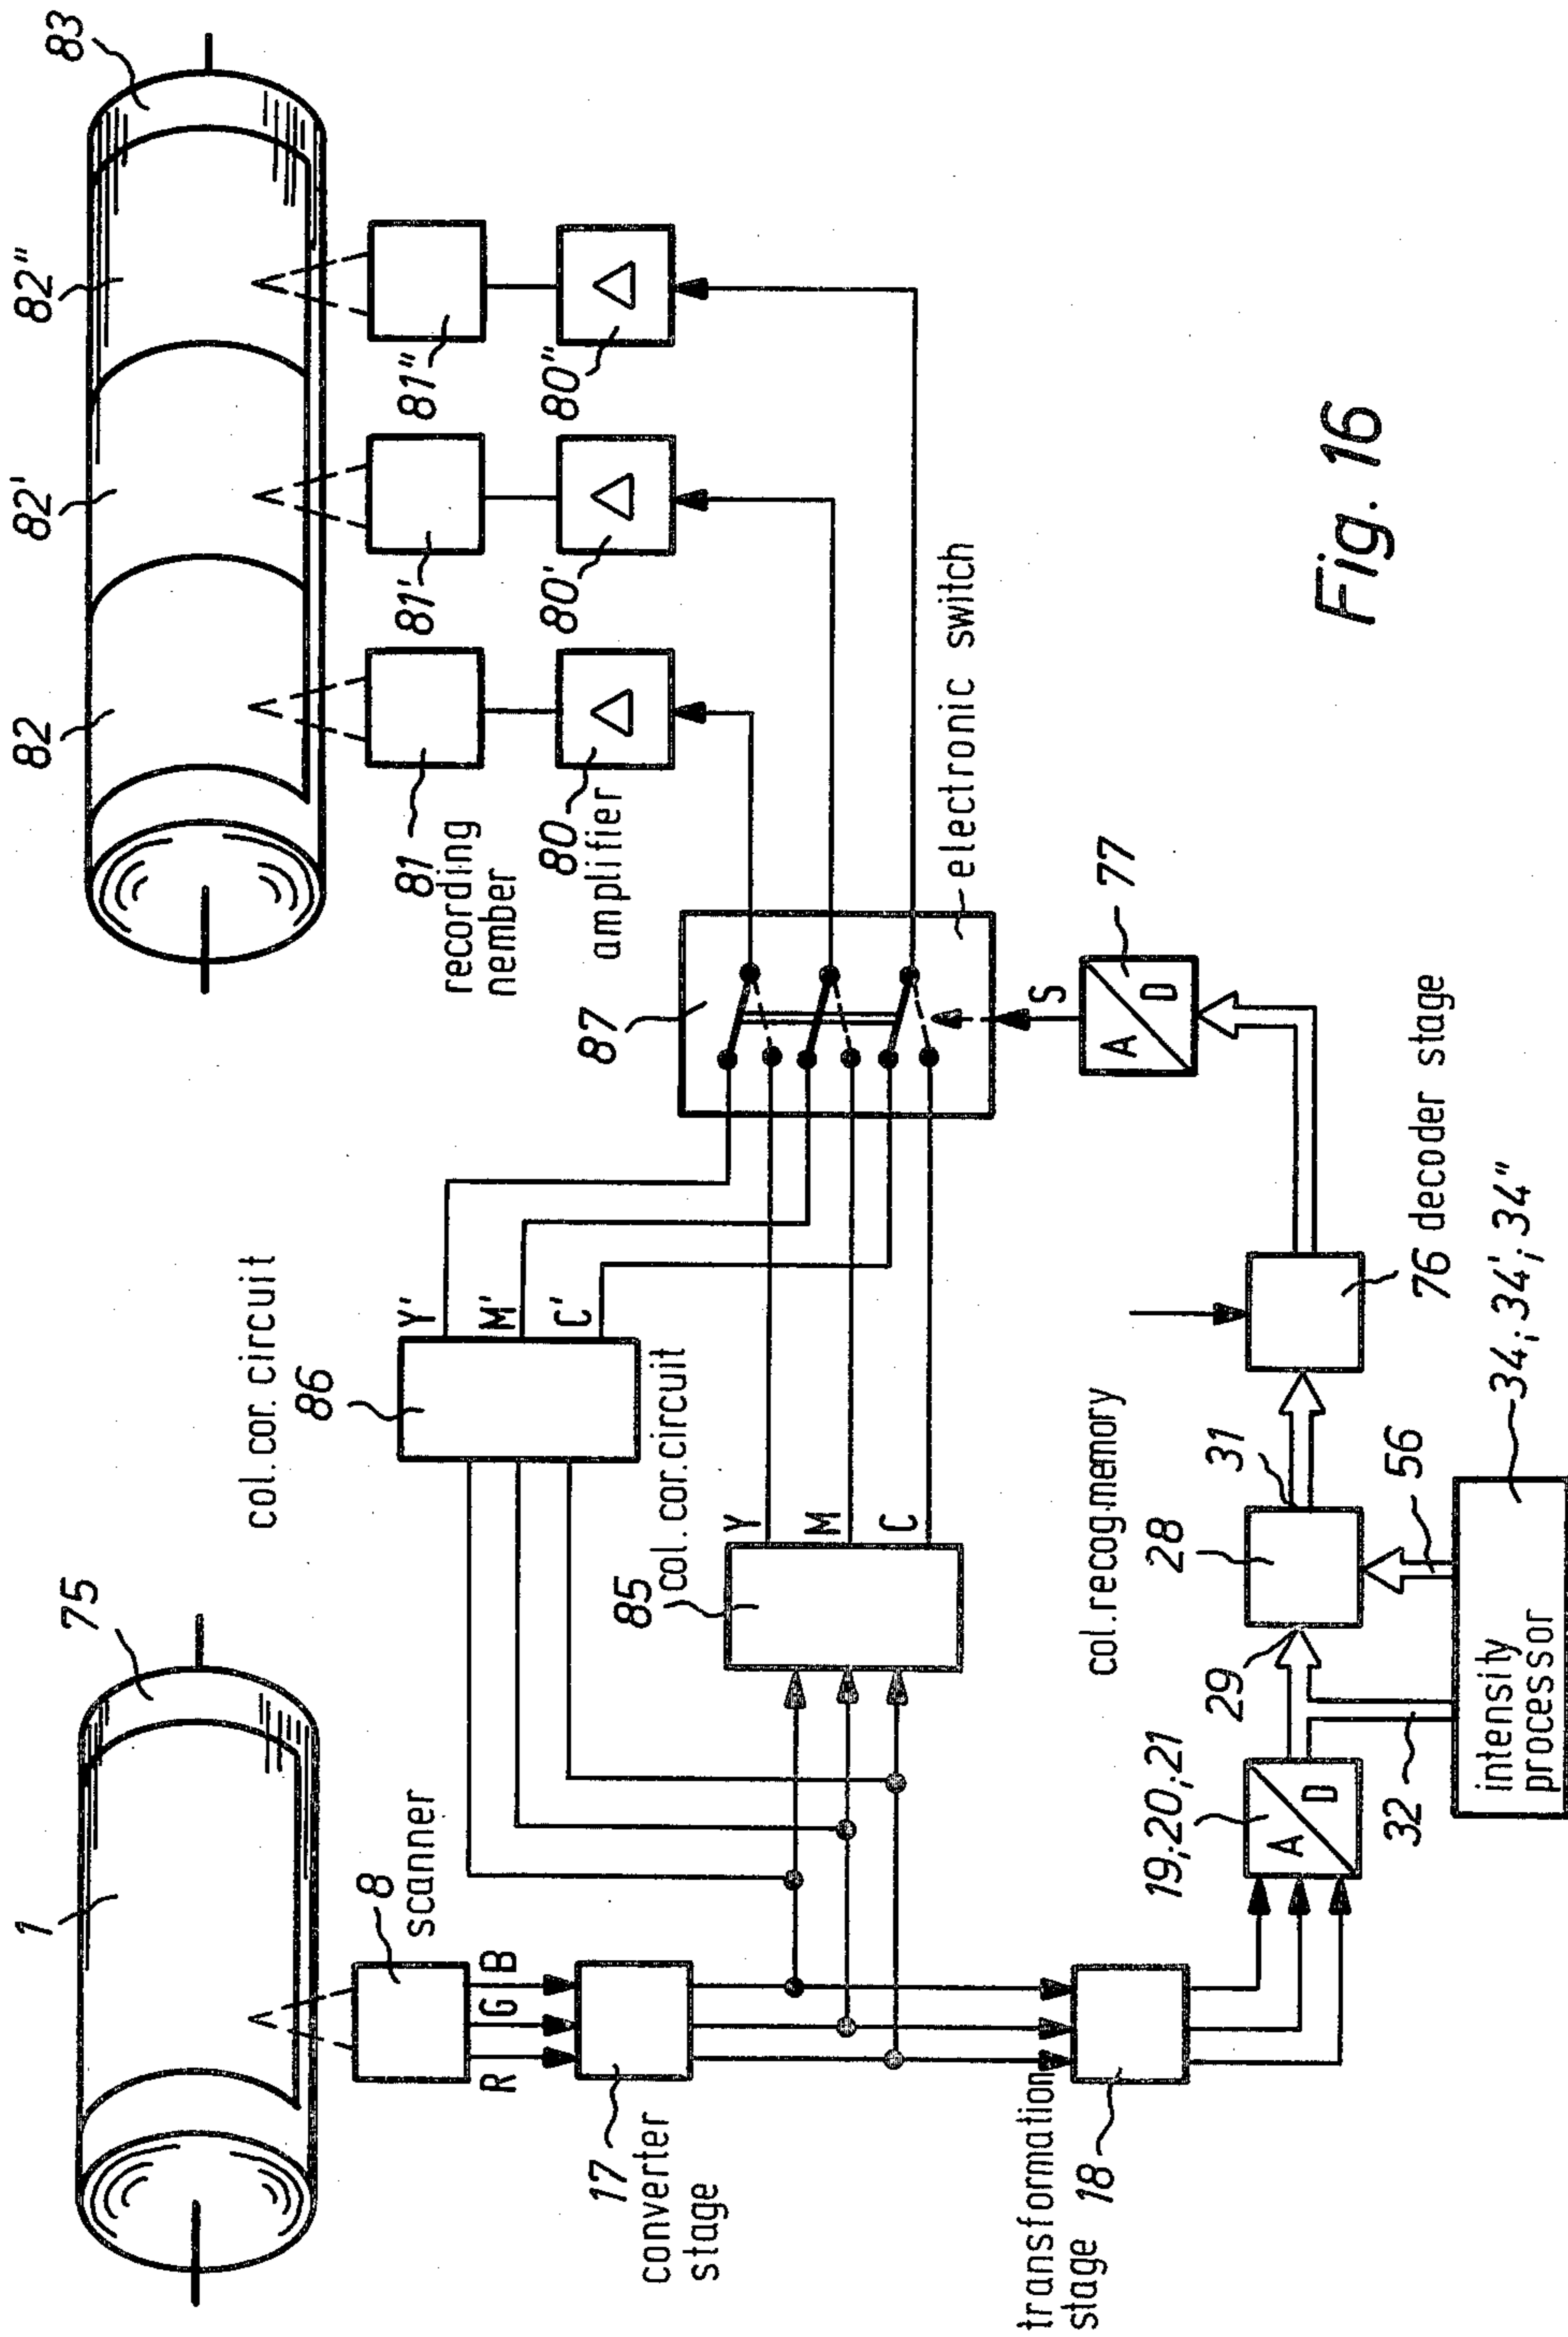 1
75
8
scanner
R
G
B
17
converter
stage
transformation
stage 18
19;20;21
A
D
29
32
intensity
processor
34; 34'; 34"
56
28
31
col.recog.memory
76 decoder stage
77
A
D
S
col.cor.circuit
86
Y'
M'
C'
85
col.cor.circuit
Y
M
C
87
electronic switch
82
82'
82"
83
81
recording
nember
81'
81"
80
amplifier
80'
80"
Fig. 16